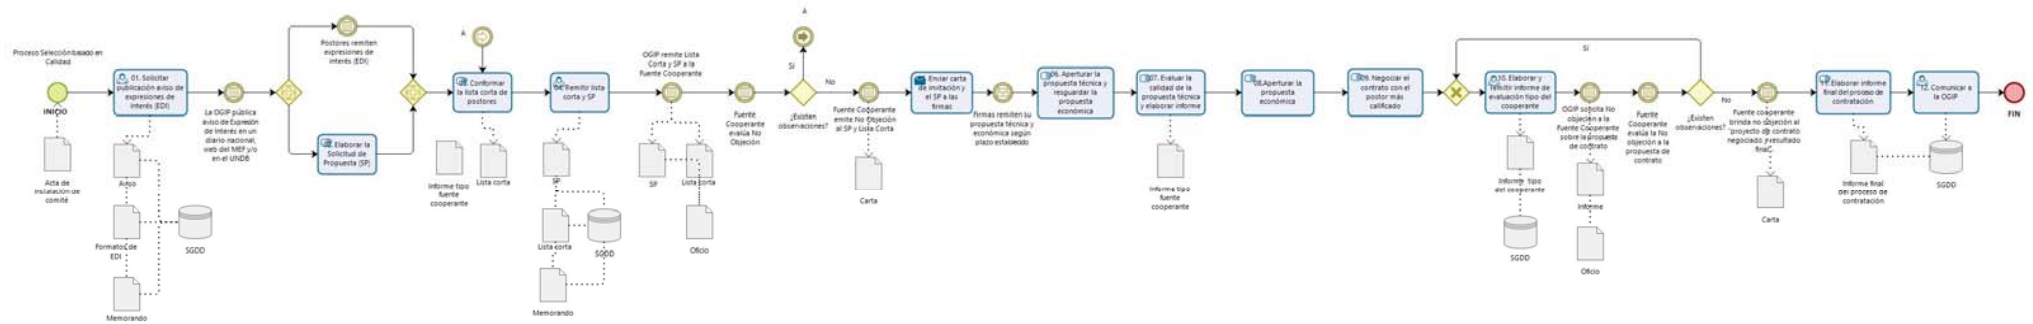 Proceso Selección basado en
Calidad
INICIO
Acta de
instalación de
comité
01. Solicitar
publicación aviso de
expresiones de
interés (EDI)
Aviso
Formatos de
EDI
Memorando
SGDD
La OGIP pública
aviso de Expresión
de Interés en un
diario nacional,
web del MEF y/o
en el UNDB
Postores remiten
expresiones de
interés (EDI)
Elaborar la
Solicitud de
Propuesta (SP)
A
Conformar
la lista corta de
postores
Informe tipo
fuente
cooperante
Lista corta
04. Remitir lista
corta y SP
SP
Lista corta
SGDD
Memorando
OGIP remite Lista
Corta y SP a la
Fuente Cooperante
SP
Lista corta
Oficio
Fuente
Cooperante
evalúa No
Objeción
A
Si
No
¿Existen
observaciones?
Fuente Cooperante
emite No Objeción
al SP y Lista Corta
Carta
Enviar carta
de invitación y
el SP a las
firmas
Firmas remiten su
propuesta técnica y
económica según
plazo establecido
06. Aperturar la
propuesta técnica y
resguardar la
propuesta
económica
07. Evaluar la
calidad de la
propuesta técnica
y elaborar informe
Informe tipo
fuente
cooperante
08.Aperturar la
propuesta
económica
09. Negociar el
contrato con el
postor más
calificado
Si
10. Elaborar y
remitir informe de
evaluación tipo del
cooperante
Informe tipo
del cooperante
SGDD
OGIP solicita No
objeción a la
Fuente Cooperante
sobre la propuesta
de contrato
Informe
Oficio
Fuente
Cooperante
evalúa la No
objeción a la
propuesta de
contrato
¿Existen
observaciones?
No
Fuente cooperante
brinda no objeción al
"proyecto de contrato
negociado y resultado
final".
Carta
11. Elaborar informe
final del proceso de
contratación
Informe final
del proceso de
contratación
12. Comunicar a
la OGIP
SGDD
FIN